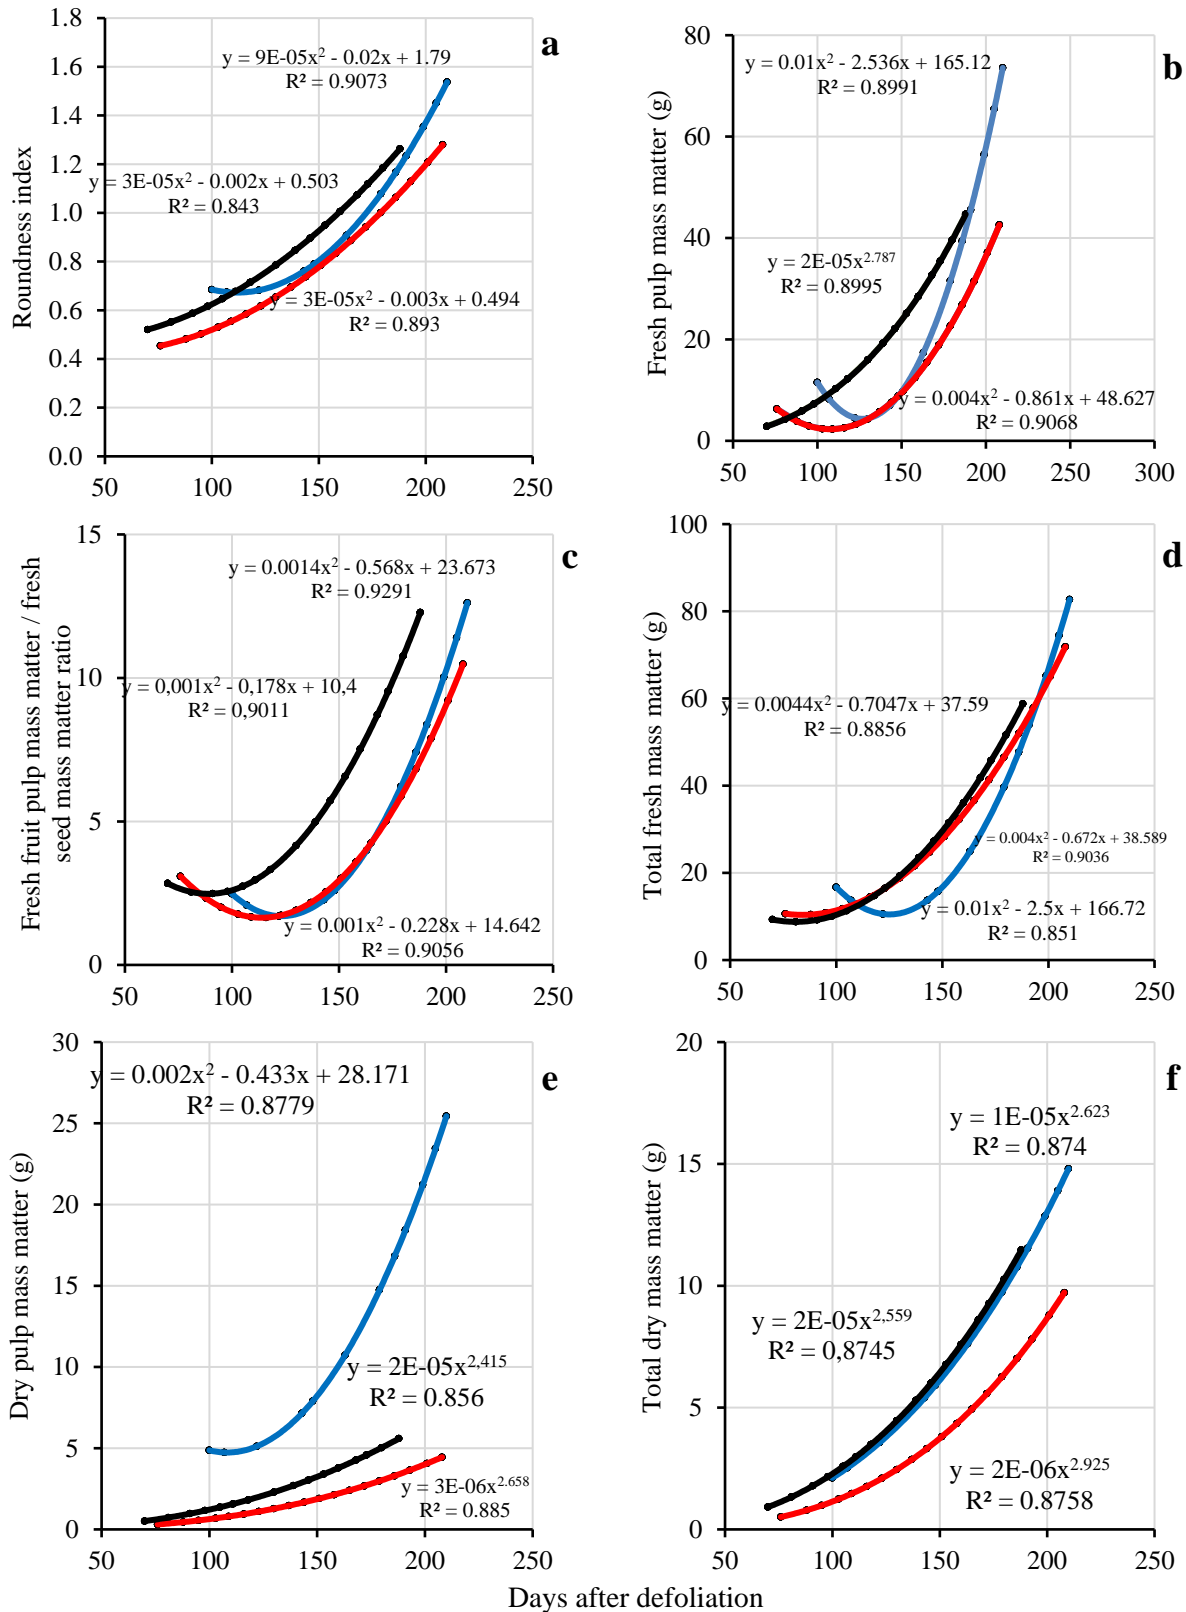 a
Roundness index
1.8
1.6
1.4
1.2
1.0
0.8
0.6
0.4
0.2
0.0
50 100 150 200 250
y = 9E-05x² - 0.02x + 1.79
R² = 0.9073
y = 3E-05x² - 0.002x + 0.503
R² = 0.843
y = 3E-05x² - 0.003x + 0.494
R² = 0.893
b
Fresh pulp mass matter (g)
80
60
40
20
0
50 100 150 200 250 300
y = 0.01x² - 2.536x + 165.12
R² = 0.8991
y = 2E-05x^2.787
R² = 0.8995
y = 0.004x² - 0.861x + 48.627
R² = 0.9068
c
Fresh fruit pulp mass matter / fresh
seed mass matter ratio
15
10
5
0
50 100 150 200 250
y = 0.0014x² - 0.568x + 23.673
R² = 0.9291
y = 0,001x² - 0,178x + 10,4
R² = 0,9011
y = 0.001x² - 0.228x + 14.642
R² = 0.9056
d
Total fresh mass matter (g)
100
80
60
40
20
0
50 100 150 200 250
y = 0.0044x² - 0.7047x + 37.59
R² = 0.8856
y = 0.004x² - 0.672x + 38.589
R² = 0.9036
y = 0.01x² - 2.5x + 166.72
R² = 0.851
e
Dry pulp mass matter (g)
30
25
20
15
10
5
0
50 100 150 200 250
y = 0.002x² - 0.433x + 28.171
R² = 0.8779
y = 2E-05x^2,415
R² = 0.856
y = 3E-06x^2.658
R² = 0.885
f
Total dry mass matter (g)
20
15
10
5
0
50 100 150 200 250
y = 1E-05x^2.623
R² = 0.874
y = 2E-05x^2,559
R² = 0,8745
y = 2E-06x^2.925
R² = 0.8758
Days after defoliation